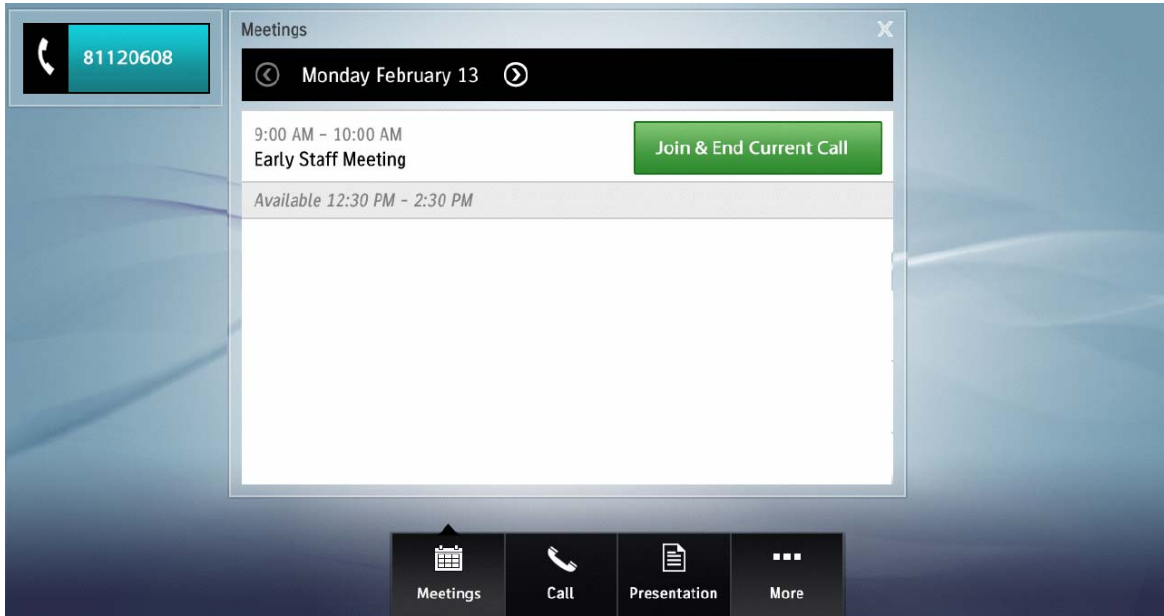 81120608
Meetings
X
Monday February 13
9:00 AM – 10:00 AM
Early Staff Meeting
Join & End Current Call
Available 12:30 PM – 2:30 PM
Meetings
Call
Presentation
More